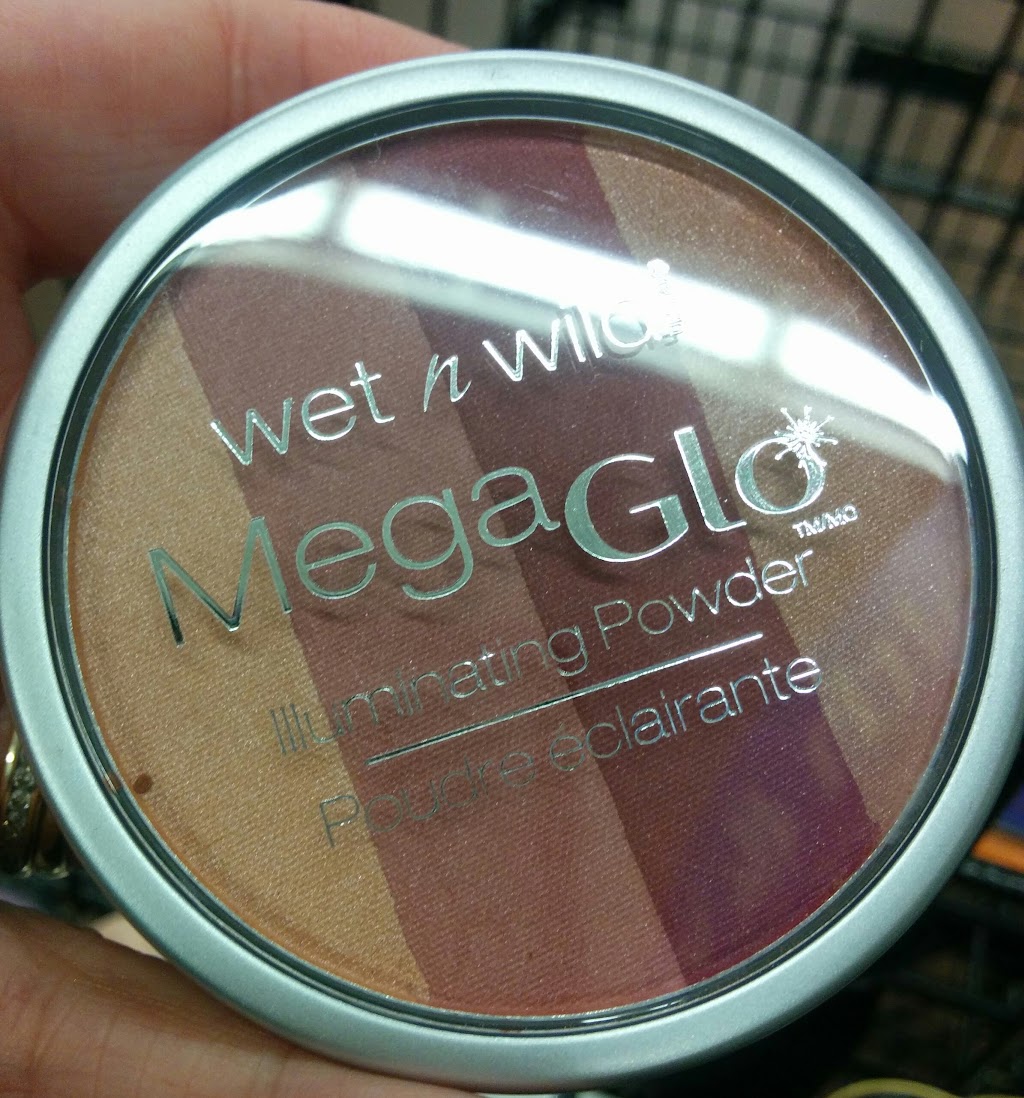 wet n wild
MegaGlo TM/MC
Illuminating Powder
Poudre éclairante